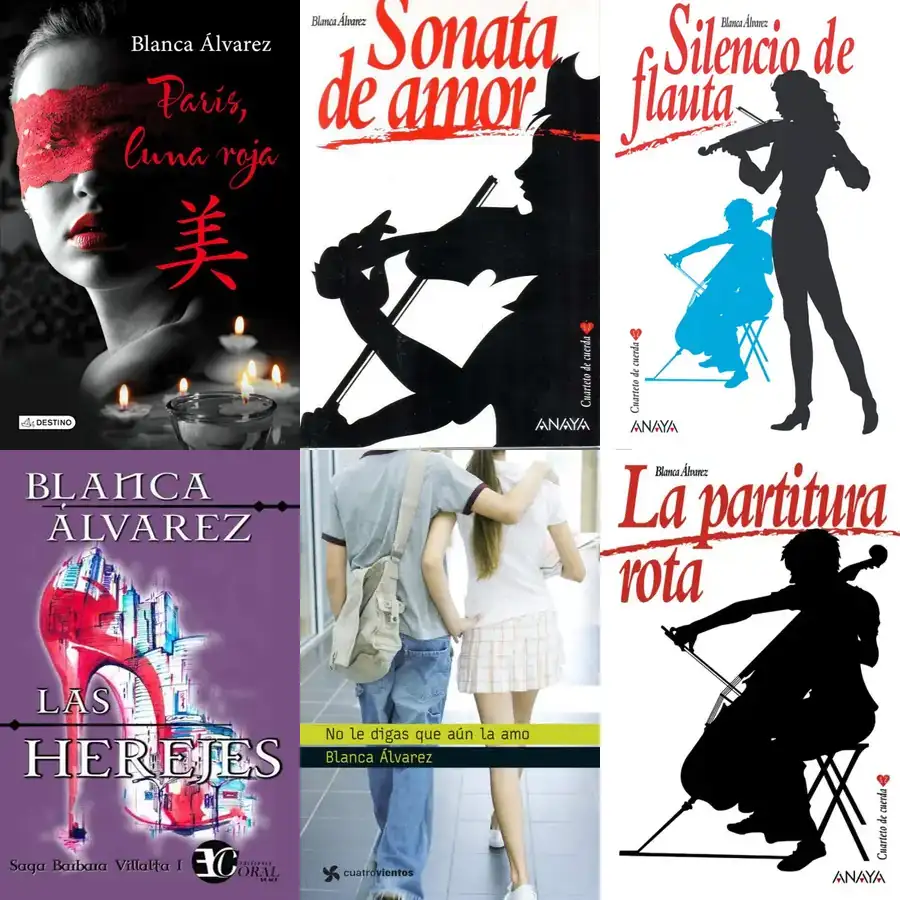 Blanca Álvarez
París,
luna roja
美
DESTINO
Blanca Álvarez
Sonata
de amor
Cuarteto de cuerda
ANAYA
Blanca Álvarez
Silencio de
flauta
Cuarteto de cuerda
ANAYA
BLANCA
ÁLVAREZ
LAS
HEREJES
Saga Barbara Villalta I
EC
CORAL
No le digas que aún la amo
Blanca Álvarez
cuatrovientos
Blanca Álvarez
La partitura
rota
Cuarteto de cuerda
ANAYA